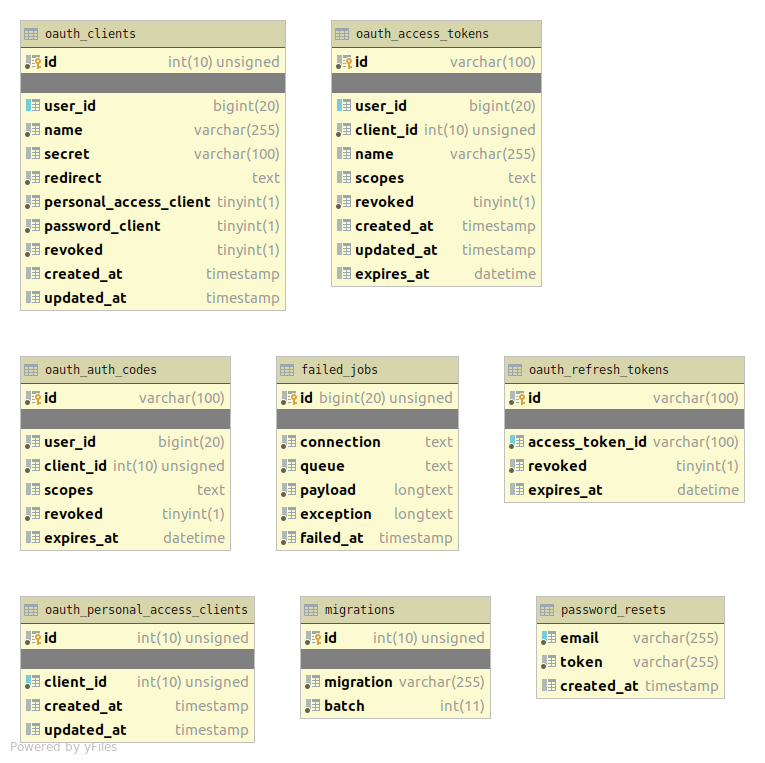 oauth_clients
id int(10) unsigned
user_id bigint(20)
name varchar(255)
secret varchar(100)
redirect text
personal_access_client tinyint(1)
password_client tinyint(1)
revoked tinyint(1)
created_at timestamp
updated_at timestamp
oauth_access_tokens
id varchar(100)
user_id bigint(20)
client_id int(10) unsigned
name varchar(255)
scopes text
revoked tinyint(1)
created_at timestamp
updated_at timestamp
expires_at datetime
oauth_auth_codes
id varchar(100)
user_id bigint(20)
client_id int(10) unsigned
scopes text
revoked tinyint(1)
expires_at datetime
failed_jobs
id bigint(20) unsigned
connection text
queue text
payload longtext
exception longtext
failed_at timestamp
oauth_refresh_tokens
id varchar(100)
access_token_id varchar(100)
revoked tinyint(1)
expires_at datetime
oauth_personal_access_clients
id int(10) unsigned
client_id int(10) unsigned
created_at timestamp
updated_at timestamp
migrations
id int(10) unsigned
migration varchar(255)
batch int(11)
password_resets
email varchar(255)
token varchar(255)
created_at timestamp
Powered by yFiles